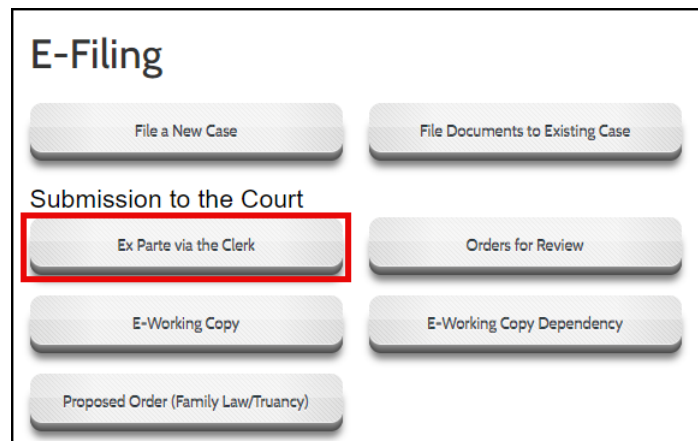 E-Filing
File a New Case
File Documents to Existing Case
Submission to the Court
Ex Parte via the Clerk
Orders for Review
E-Working Copy
E-Working Copy Dependency
Proposed Order (Family Law/Truancy)